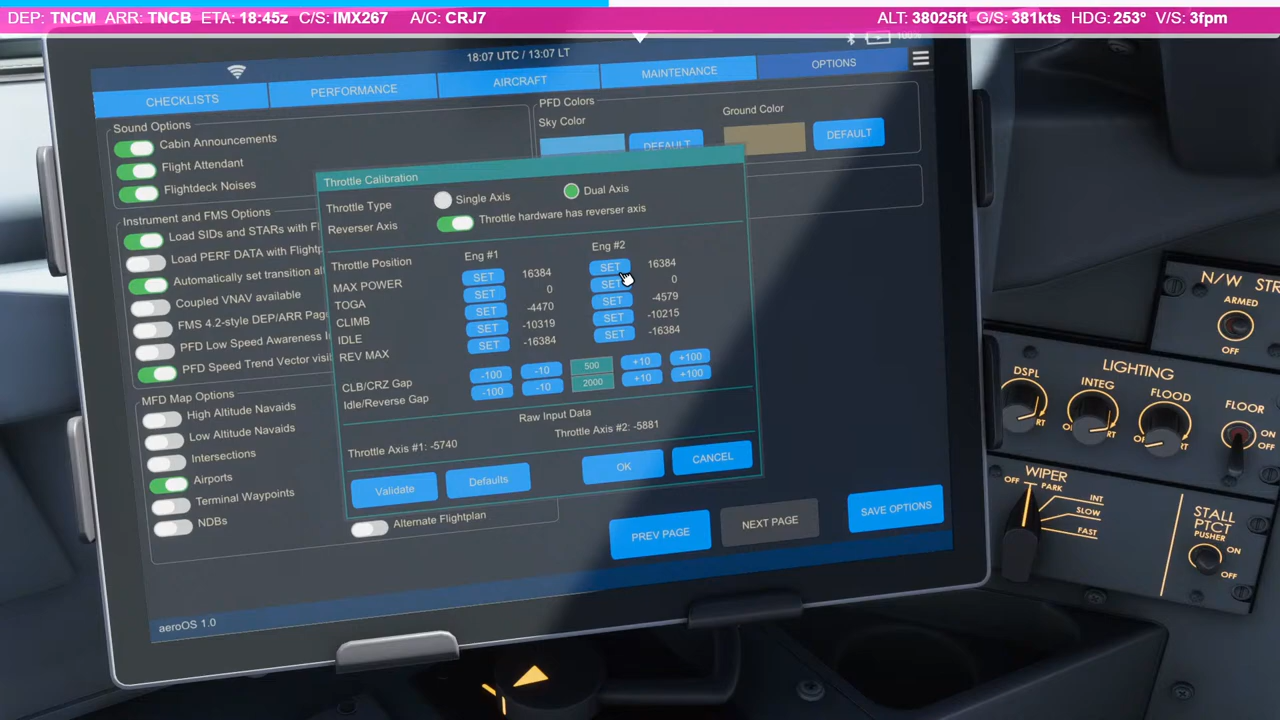 DEP: TNCM ARR: TNCB ETA: 18:45z C/S: IMX267 A/C: CRJ7 ALT: 38025ft G/S: 381kts HDG: 253° V/S: 3fpm
100%
18:07 UTC / 13:07 LT
CHECKLISTS PERFORMANCE AIRCRAFT MAINTENANCE OPTIONS
Sound Options
Cabin Announcements
Flight Attendant
Flightdeck Noises
PFD Colors
Sky Color
DEFAULT
Ground Color
DEFAULT
Instrument and FMS Options
Load SIDs and STARs with
Load PERF DATA with Flightp
Automatically set transition al
Coupled VNAV available
FMS 4.2-style DEP/ARR Pag
PFD Low Speed Awareness
PFD Speed Trend Vector visi
MFD Map Options
High Altitude Navaids
Low Altitude Navaids
Intersections
Airports
Terminal Waypoints
NDBs
Throttle Calibration
Throttle Type Single Axis Dual Axis
Reverser Axis Throttle hardware has reverser axis
Throttle Position Eng #1 Eng #2
MAX POWER SET 16384 SET 16384
TOGA SET 0 SET 0
CLIMB SET -4470 SET -4579
IDLE SET -10319 SET -10215
REV MAX SET -16384 SET -16384
CLB/CRZ Gap -100 -10 500 +10 +100
Idle/Reverse Gap -100 -10 2000 +10 +100
Raw Input Data
Throttle Axis #1: -5740 Throttle Axis #2: -5881
Validate Defaults OK CANCEL
Alternate Flightplan
PREV PAGE NEXT PAGE SAVE OPTIONS
aeroOS 1.0
N/W STR
ARMED
OFF
LIGHTING
DSPL INTEG FLOOD FLOOR
OFF OFF OFF ON
OFF
WIPER
OFF PARK
INT
SLOW
FAST
STALL
PTCT
PUSHER
ON
OFF